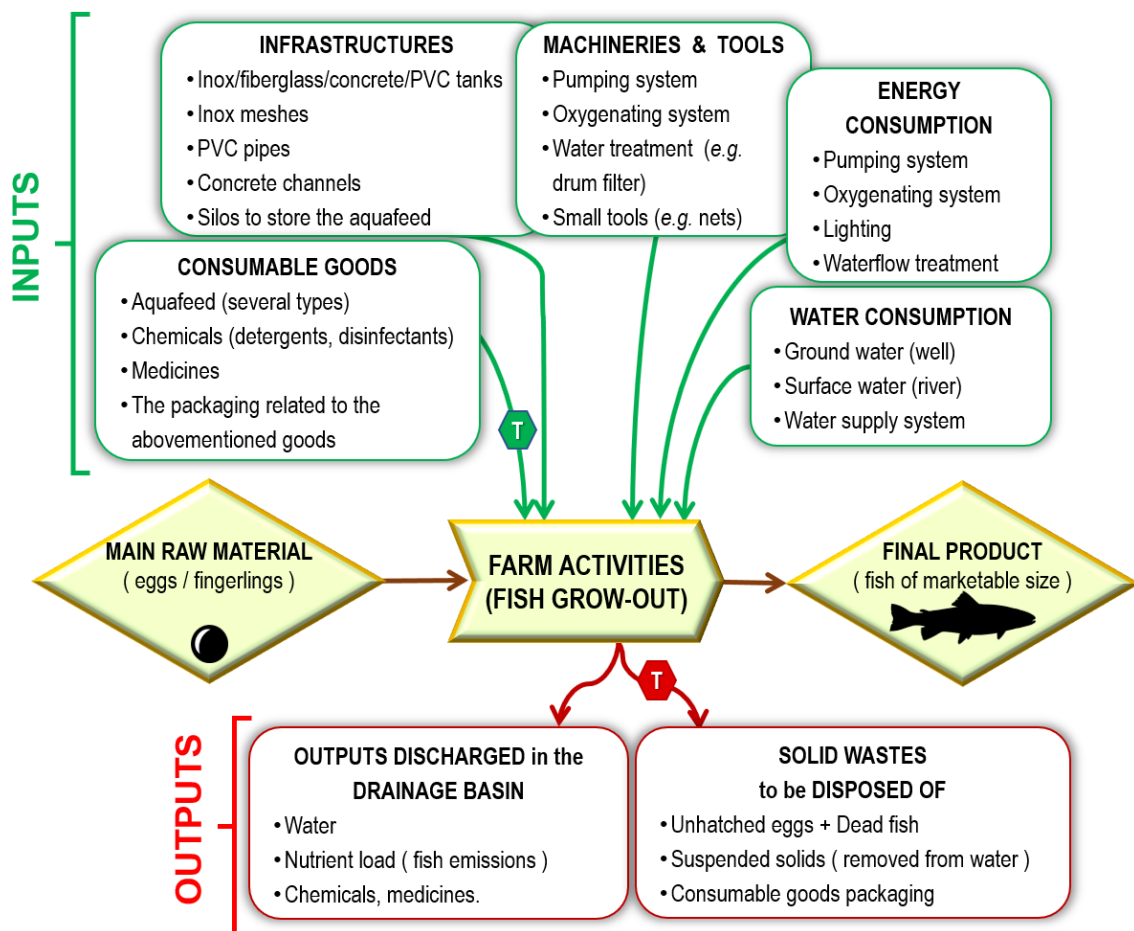 INPUTS
INFRASTRUCTURES
• Inox/fiberglass/concrete/PVC tanks
• Inox meshes
• PVC pipes
• Concrete channels
• Silos to store the aquafeed
MACHINERIES & TOOLS
• Pumping system
• Oxygenating system
• Water treatment (e.g.
drum filter)
• Small tools (e.g. nets)
ENERGY
CONSUMPTION
• Pumping system
• Oxygenating system
• Lighting
• Waterflow treatment
CONSUMABLE GOODS
• Aquafeed (several types)
• Chemicals (detergents, disinfectants)
• Medicines
• The packaging related to the
abovementioned goods
WATER CONSUMPTION
• Ground water (well)
• Surface water (river)
• Water supply system
T
MAIN RAW MATERIAL
( eggs / fingerlings )
FARM ACTIVITIES
(FISH GROW-OUT)
FINAL PRODUCT
( fish of marketable size )
T
OUTPUTS
OUTPUTS DISCHARGED in the
DRAINAGE BASIN
• Water
• Nutrient load ( fish emissions )
• Chemicals, medicines.
SOLID WASTES
to be DISPOSED OF
• Unhatched eggs + Dead fish
• Suspended solids ( removed from water )
• Consumable goods packaging